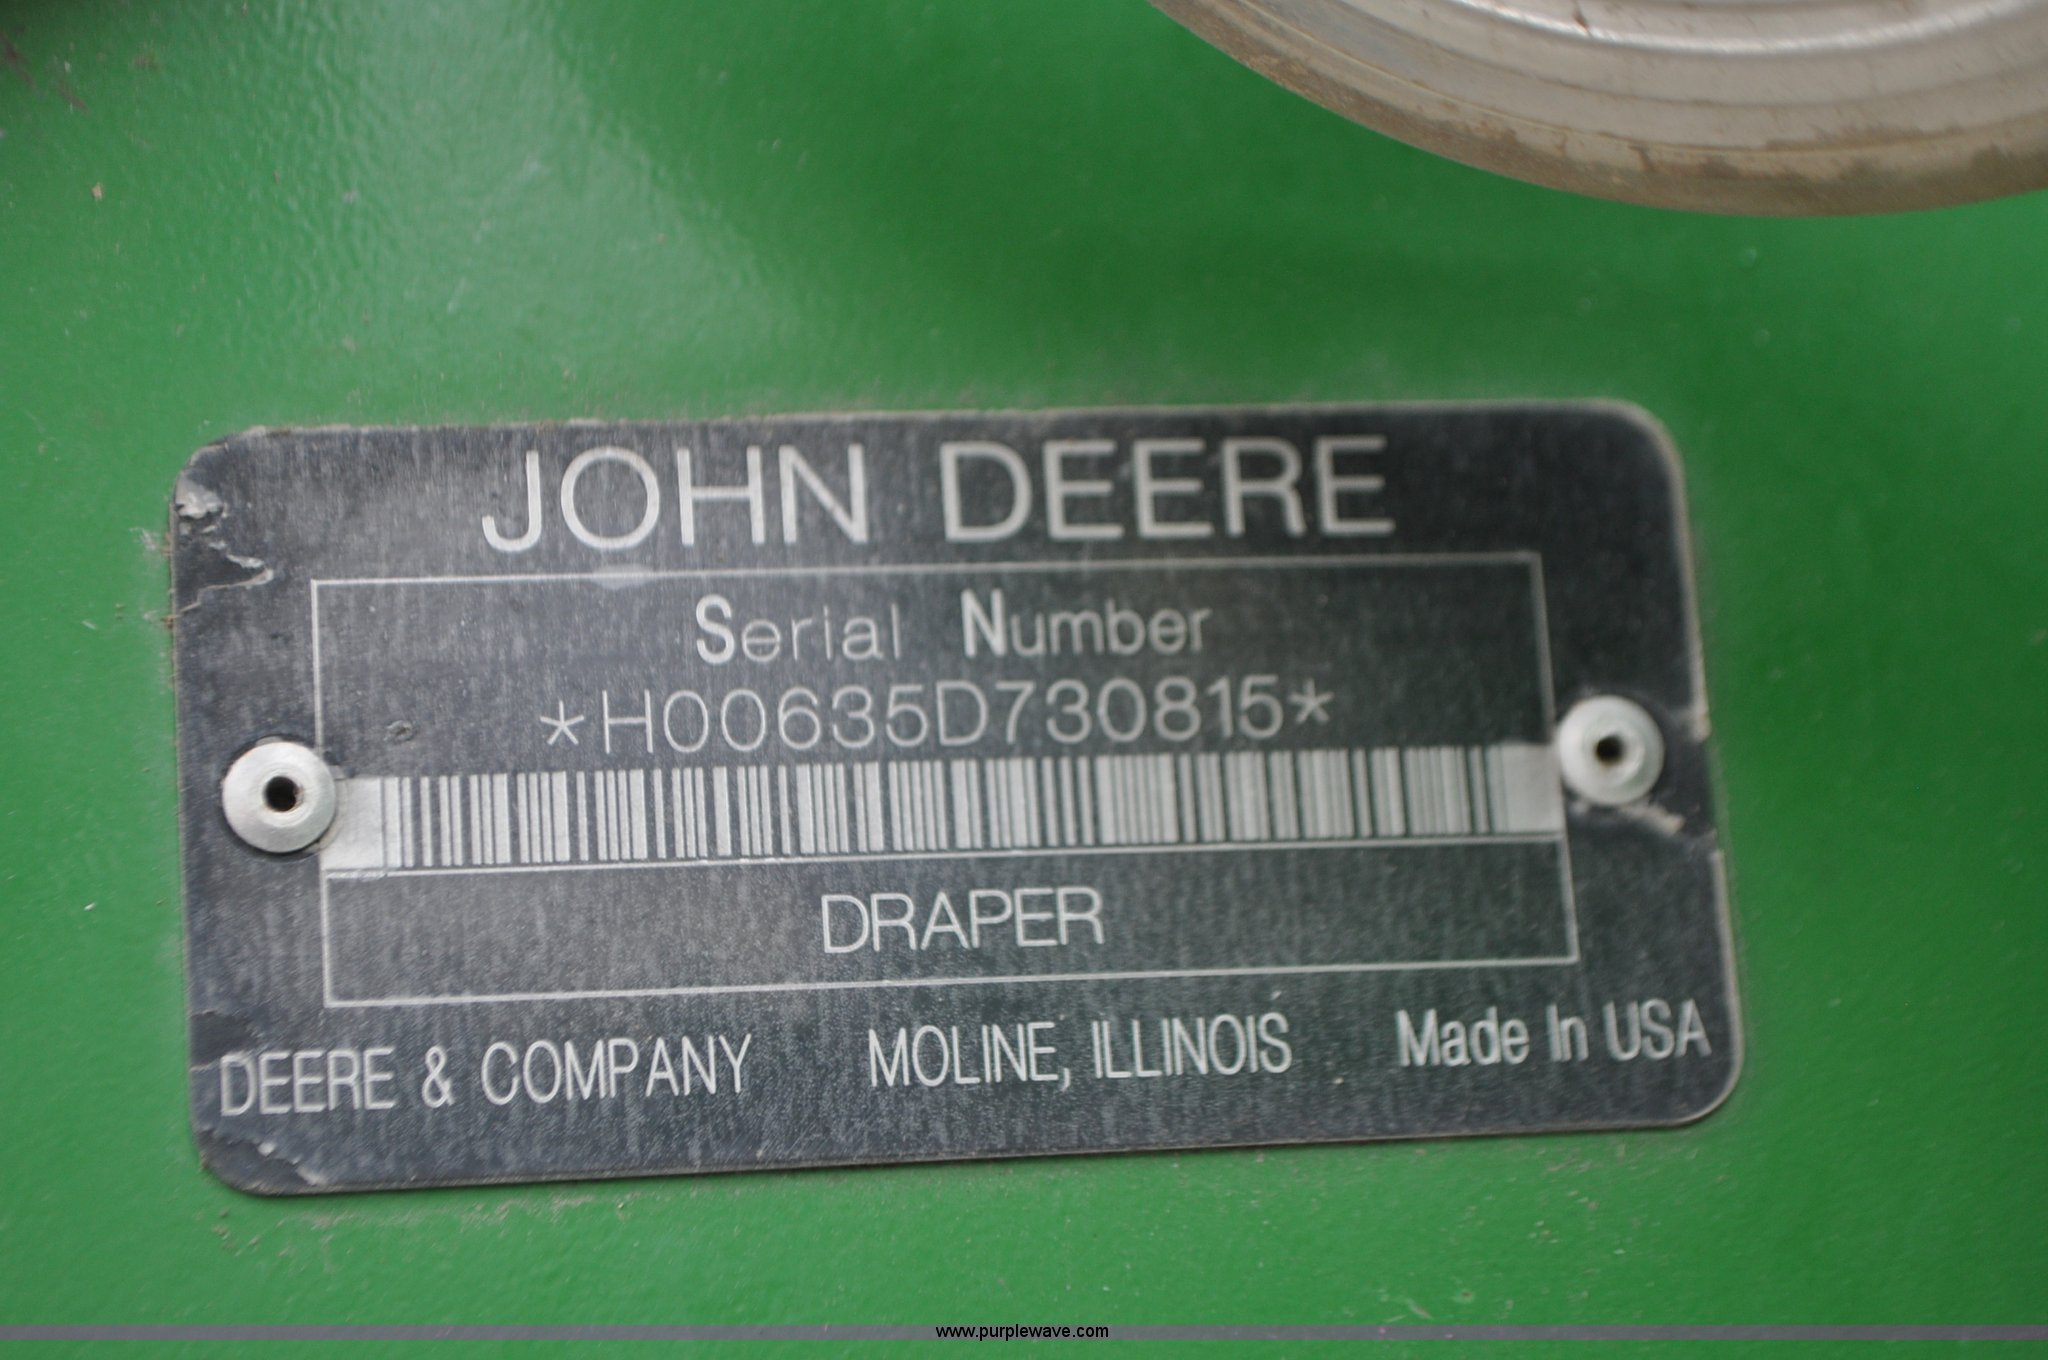 JOHN DEERE
Serial Number
*H00635D730815*
DRAPER
DEERE & COMPANY MOLINE, ILLINOIS Made In USA
www.purplewave.com